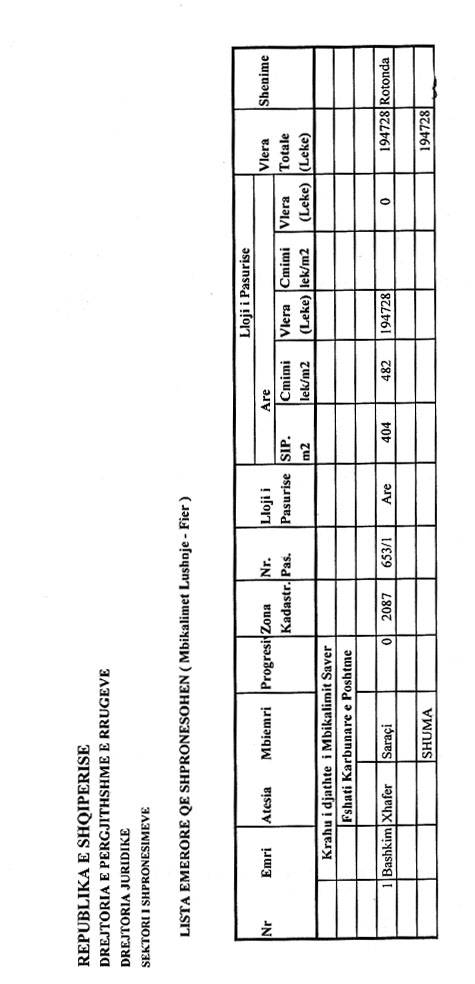 REPUBLIKA E SHQIPERISE
DREJTORIA E PERGJITHSHME E RRUGEVE
DREJTORIA JURIDIKE
SEKTORI I SHPRONESIMEVE
LISTA EMERORE QE SHPRONESOHEN ( Mbikalimet Lushnje - Fier )
Nr Emri Atesia Mbiemri Progresiv Zona Kadastr. Nr. Pas. Lloji i Pasurise Lloji i Pasurise Vlera Totale (Leke) Shenime
Are
SIP. m2 Cmimi lek/m2 Vlera (Leke) Cmimi lek/m2 Vlera (Leke)
Krahu i djathte i Mbikalimit Saver
Fshati Karbunare e Poshtme
1 Bashkim Xhafer Saraçi 0 2087 653/1 Are 404 482 194728 0 194728 Rotonda
SHUMA 194728